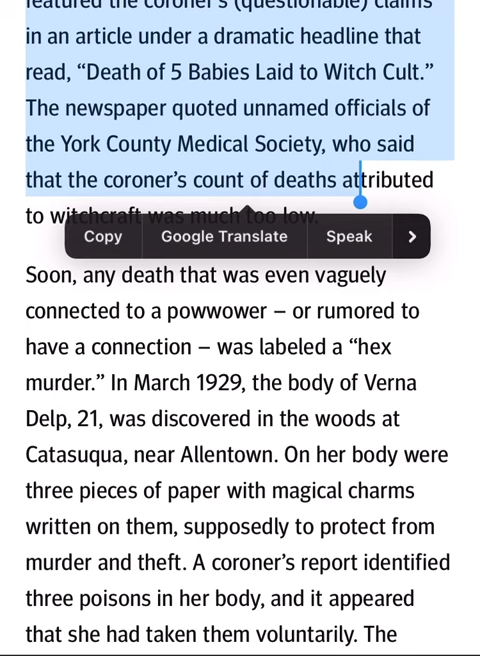 featured the coroner's (questionable) claims
in an article under a dramatic headline that
read, “Death of 5 Babies Laid to Witch Cult.”
The newspaper quoted unnamed officials of
the York County Medical Society, who said
that the coroner’s count of deaths attributed
to witchcraft was much too low.
Copy
Google Translate
Speak
Soon, any death that was even vaguely
connected to a powwower – or rumored to
have a connection – was labeled a “hex
murder.” In March 1929, the body of Verna
Delp, 21, was discovered in the woods at
Catasuqua, near Allentown. On her body were
three pieces of paper with magical charms
written on them, supposedly to protect from
murder and theft. A coroner’s report identified
three poisons in her body, and it appeared
that she had taken them voluntarily. The